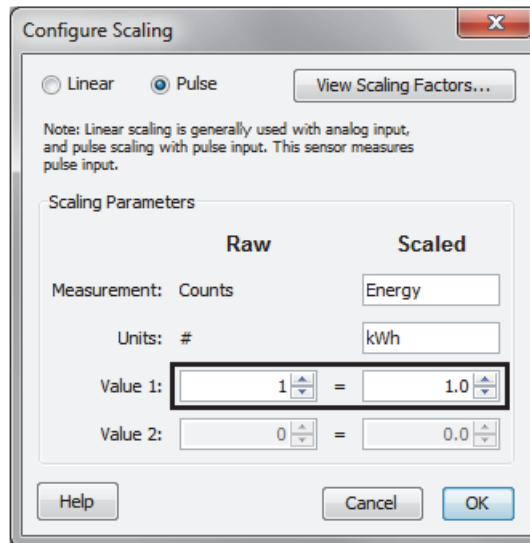 Configure Scaling
Linear Pulse View Scaling Factors...
Note: Linear scaling is generally used with analog input,
and pulse scaling with pulse input. This sensor measures
pulse input.
Scaling Parameters
Raw Scaled
Measurement: Counts Energy
Units: # kWh
Value 1: 1 = 1.0
Value 2: 0 = 0.0
Help Cancel OK